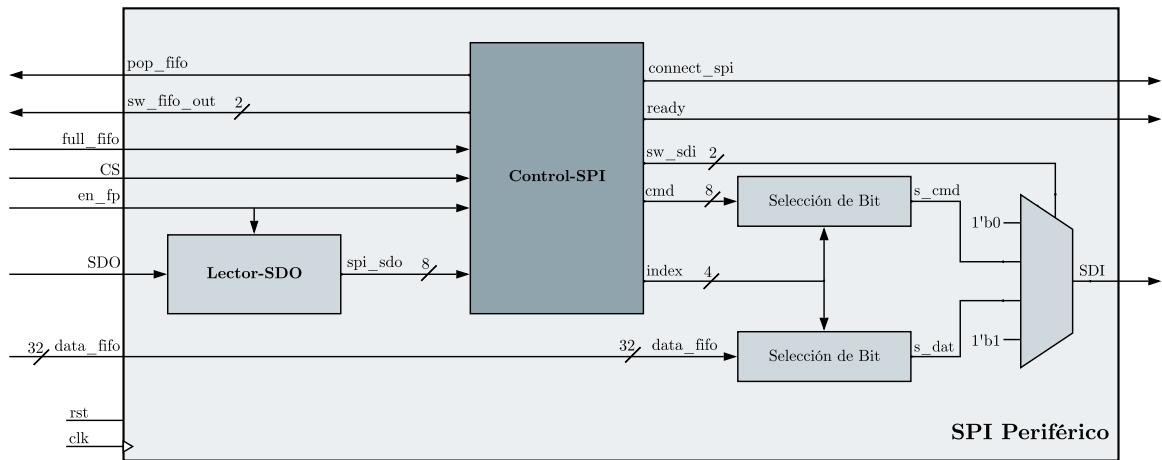 pop_fifo
sw_fifo_out 2
full_fifo
CS
en_fp
SDO
Lector-SDO
spi_sdo 8
32 data_fifo
rst
clk
Control-SPI
connect_spi
ready
sw_sdi 2
cmd 8
index 4
32 data_fifo
Selección de Bit
Selección de Bit
s_cmd
s_dat
1'b0
1'b1
SDI
SPI Periférico